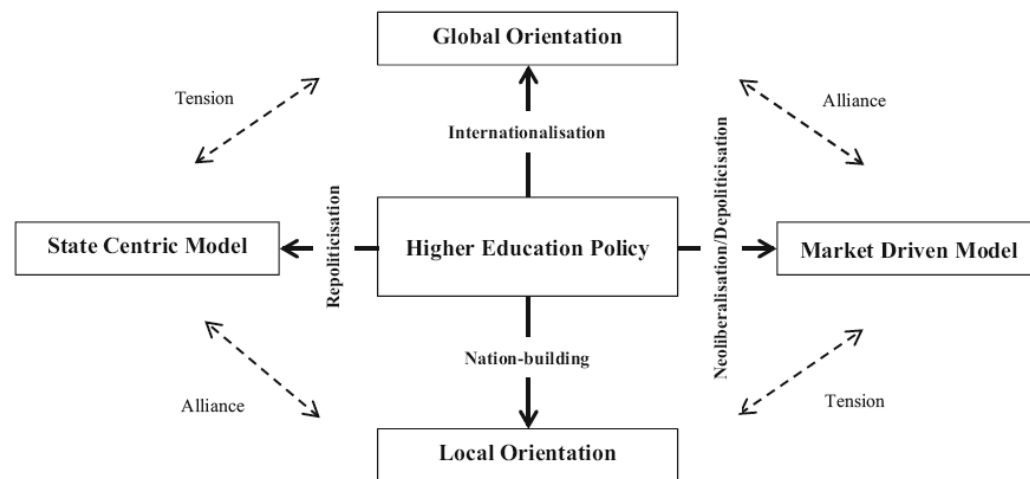 Global Orientation
Tension
Alliance
Internationalisation
Repoliticisation
Neoliberalisation/Depoliticisation
State Centric Model
Higher Education Policy
Market Driven Model
Nation-building
Alliance
Tension
Local Orientation